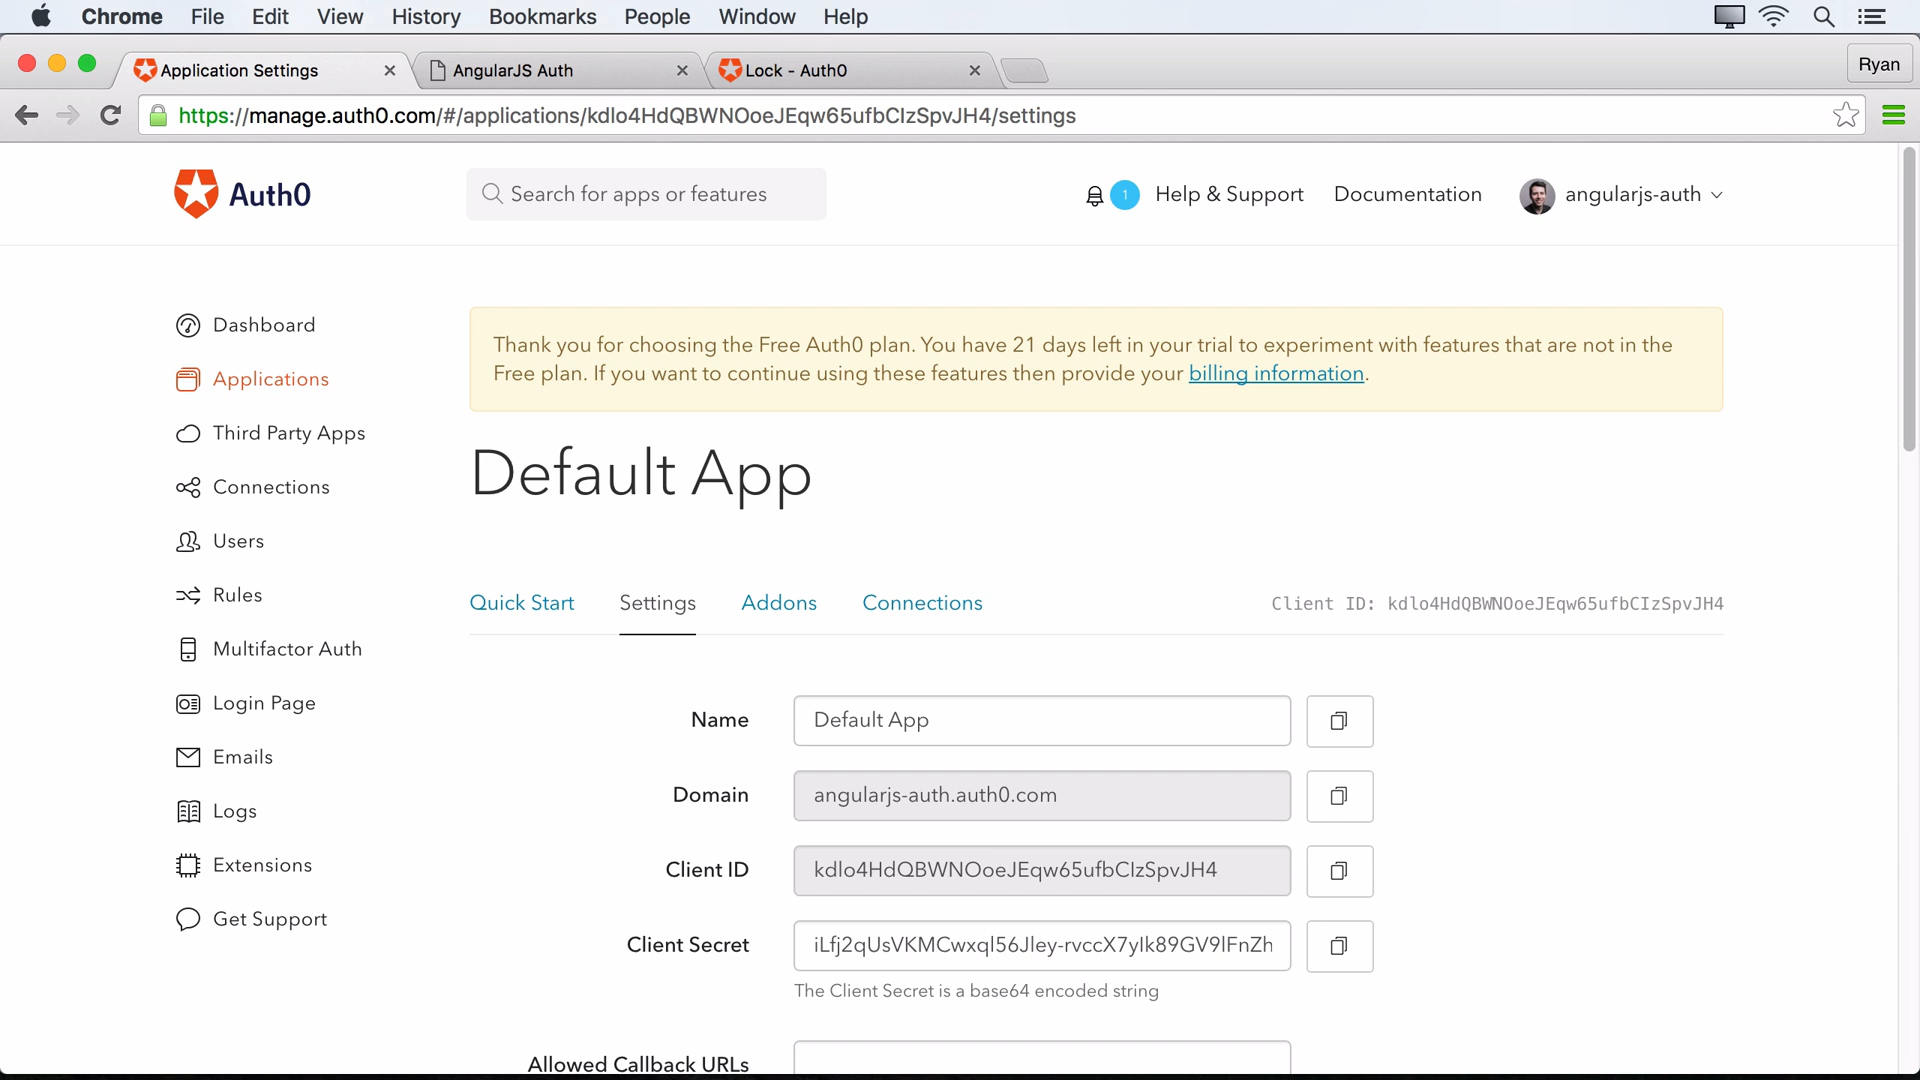 Chrome File Edit View History Bookmarks People Window Help
Application Settings
AngularJS Auth
Lock - Auth0
Ryan
https://manage.auth0.com/#/applications/kdlo4HdQBWNOoeJEqw65ufbCIzSpvJH4/settings
Auth0
Search for apps or features
1
Help & Support
Documentation
angularjs-auth
Dashboard
Applications
Third Party Apps
Connections
Users
Rules
Multifactor Auth
Login Page
Emails
Logs
Extensions
Get Support
Thank you for choosing the Free Auth0 plan. You have 21 days left in your trial to experiment with features that are not in the
Free plan. If you want to continue using these features then provide your billing information.
Default App
Quick Start
Settings
Addons
Connections
Client ID: kdlo4HdQBWNOoeJEqw65ufbCIzSpvJH4
Name
Default App
Domain
angularjs-auth.auth0.com
Client ID
kdlo4HdQBWNOoeJEqw65ufbCIzSpvJH4
Client Secret
iLfj2qUsVKMCwxql56Jley-rvccX7yIk89GV9lFnZh
The Client Secret is a base64 encoded string
Allowed Callback URLs